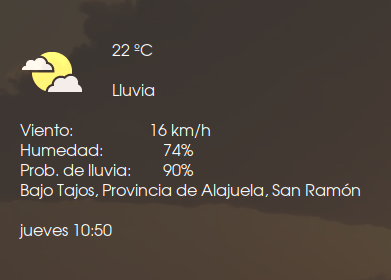 22 °C
Lluvia
Viento: 16 km/h
Humedad: 74%
Prob. de lluvia: 90%
Bajo Tajos, Provincia de Alajuela, San Ramón
jueves 10:50